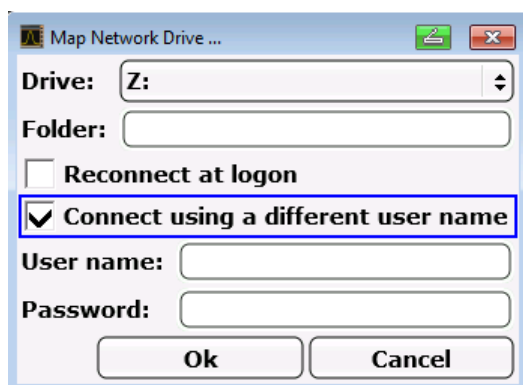 Map Network Drive ...
Drive: Z:
Folder:
Reconnect at logon
Connect using a different user name
User name:
Password:
Ok Cancel